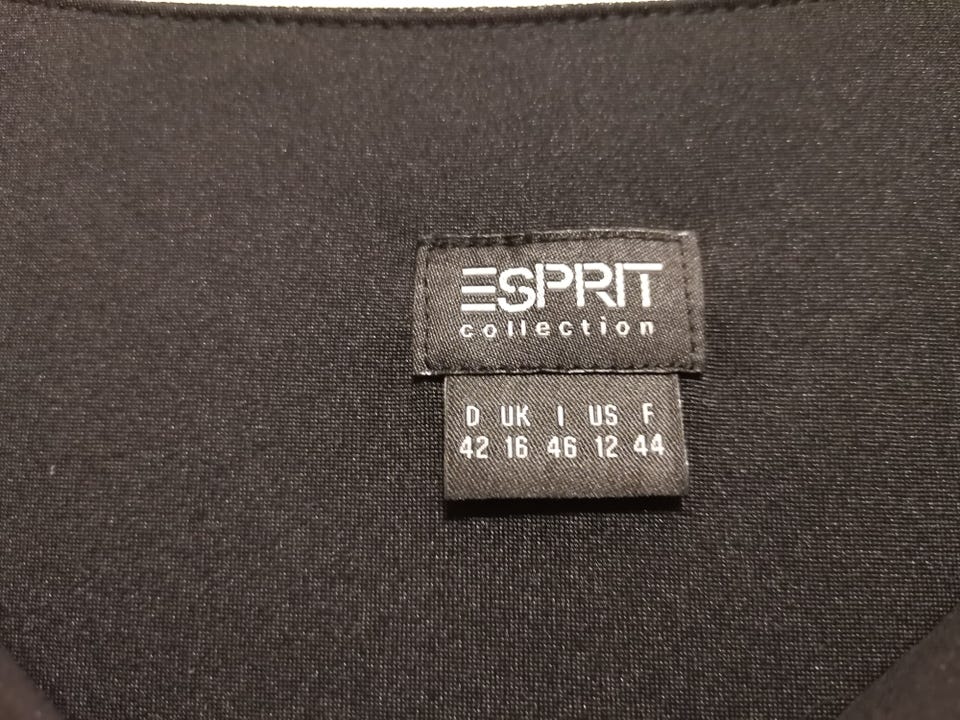 ESPRIT
collection
D UK I US F
42 16 46 12 44